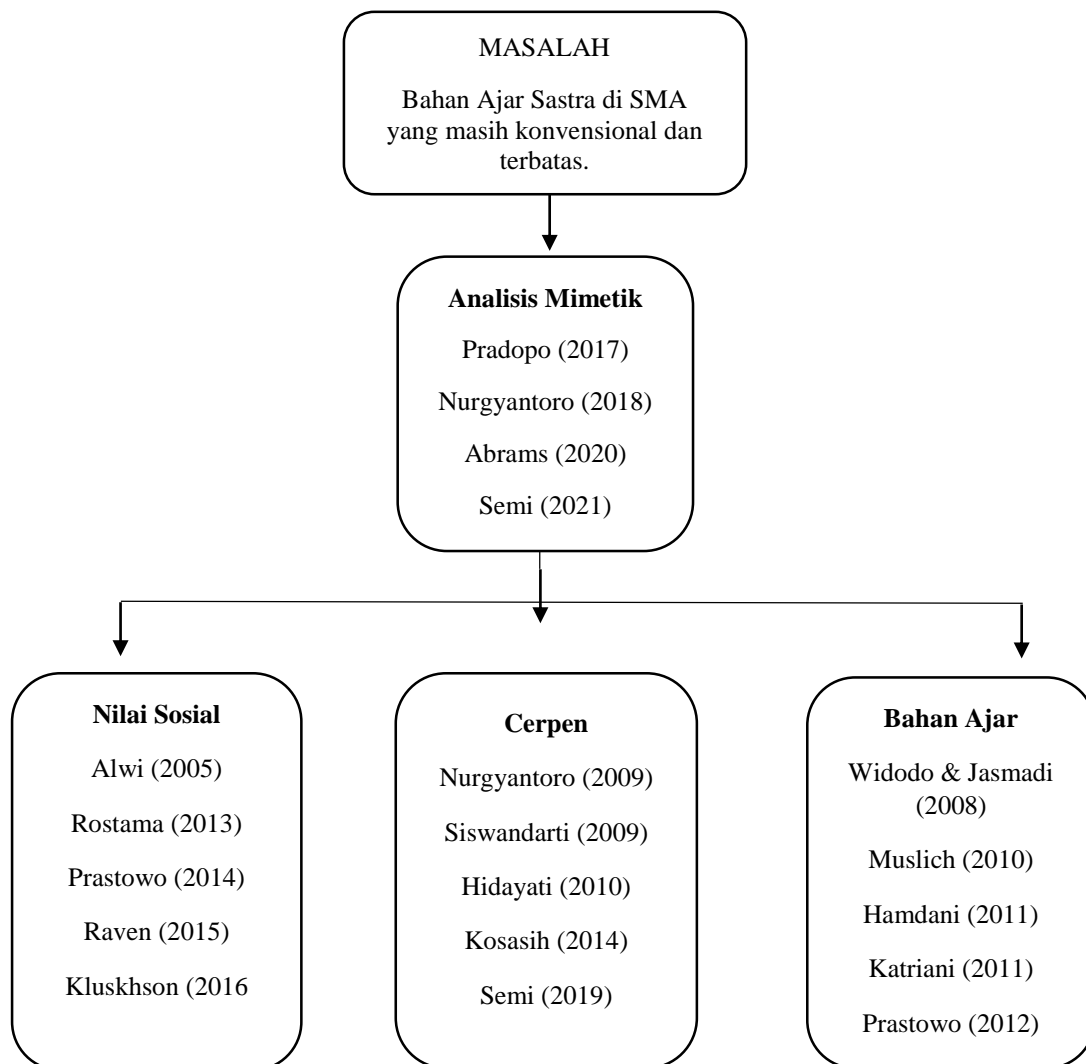 MASALAH
Bahan Ajar Sastra di SMA
yang masih konvensional dan
terbatas.
Analisis Mimetik
Pradopo (2017)
Nurgyantoro (2018)
Abrams (2020)
Semi (2021)
Nilai Sosial
Alwi (2005)
Rostama (2013)
Prastowo (2014)
Raven (2015)
Kluskhson (2016
Cerpen
Nurgyantoro (2009)
Siswandarti (2009)
Hidayati (2010)
Kosasih (2014)
Semi (2019)
Bahan Ajar
Widodo & Jasmadi
(2008)
Muslich (2010)
Hamdani (2011)
Katriani (2011)
Prastowo (2012)